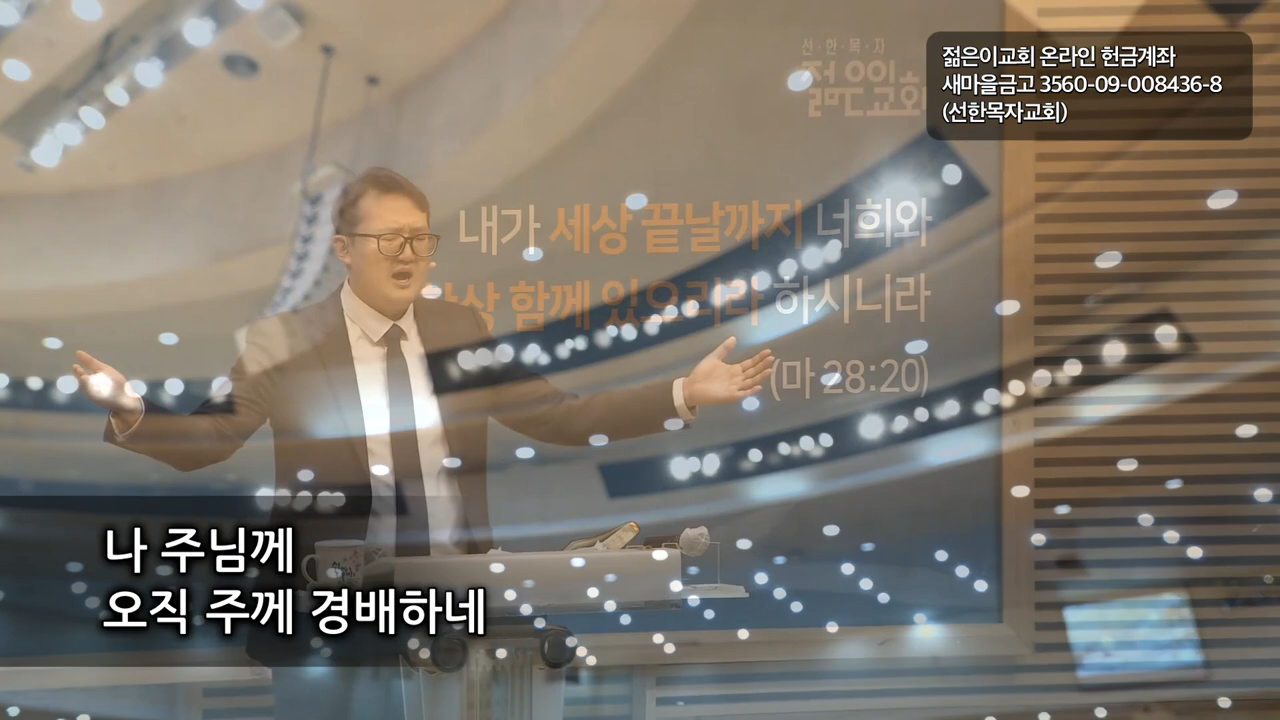 선·한·목·자
젊은이교회
젊은이교회 온라인 헌금계좌
새마을금고 3560-09-008436-8
(선한목자교회)
내가 세상 끝날까지 너희와
항상 함께 있으리라 하시니라
(마 28:20)
나 주님께
오직 주께 경배하네